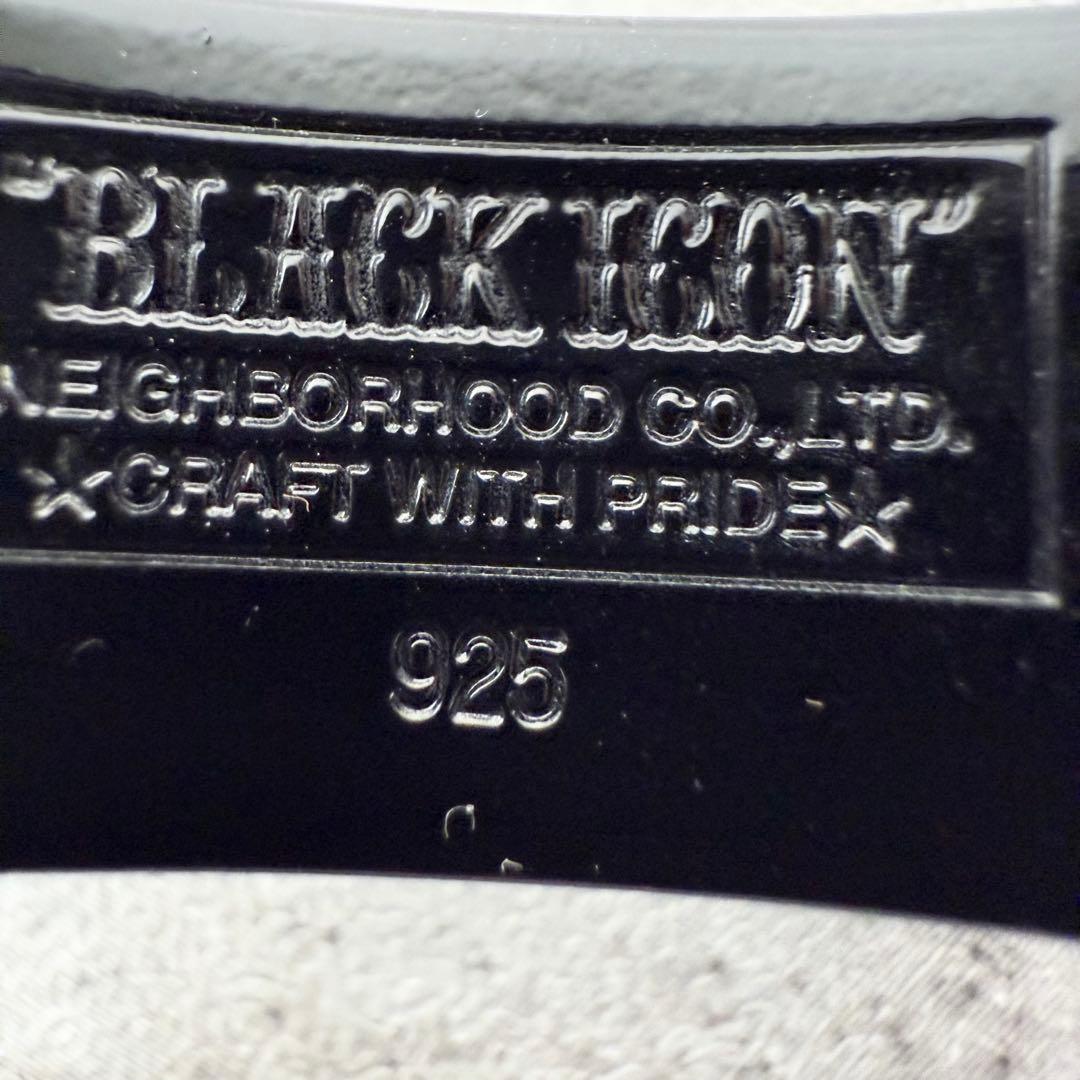 "BLACK ICON"
NEIGHBORHOOD CO.,LTD.
☆CRAFT WITH PRIDE☆
925